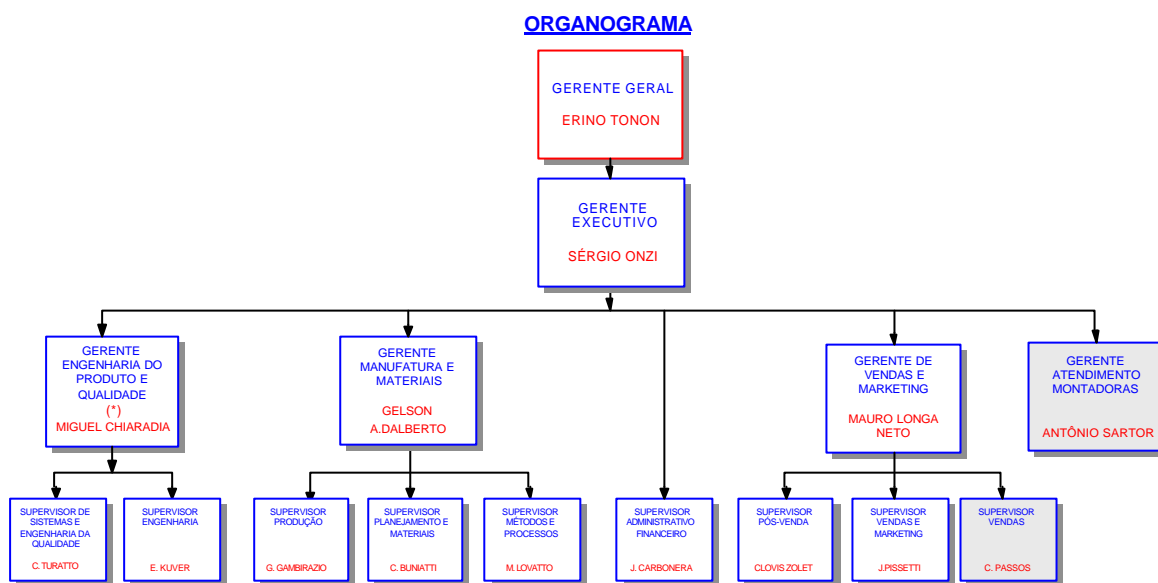 ORGANOGRAMA
GERENTE GERAL
ERINO TONON
GERENTE
EXECUTIVO
SÉRGIO ONZI
GERENTE
ENGENHARIA DO
PRODUTO E
QUALIDADE
(*)
MIGUEL CHIARADIA
GERENTE
MANUFATURA E
MATERIAIS
GELSON
A.DALBERTO
GERENTE DE
VENDAS E
MARKETING
MAURO LONGA
NETO
GERENTE
ATENDIMENTO
MONTADORAS
ANTÔNIO SARTOR
SUPERVISOR DE
SISTEMAS E
ENGENHARIA DA
QUALIDADE
C. TURATTO
SUPERVISOR
ENGENHARIA
E. KUVER
SUPERVISOR
PRODUÇÃO
G. GAMBIRAZIO
SUPERVISOR
PLANEJAMENTO E
MATERIAIS
C. BUNIATTI
SUPERVISOR
MÉTODOS E
PROCESSOS
M. LOVATTO
SUPERVISOR
ADMINISTRATIVO
FINANCEIRO
J. CARBONERA
SUPERVISOR
PÓS-VENDA
CLOVIS ZOLET
SUPERVISOR
VENDAS E
MARKETING
J.PISSETTI
SUPERVISOR
VENDAS
C. PASSOS